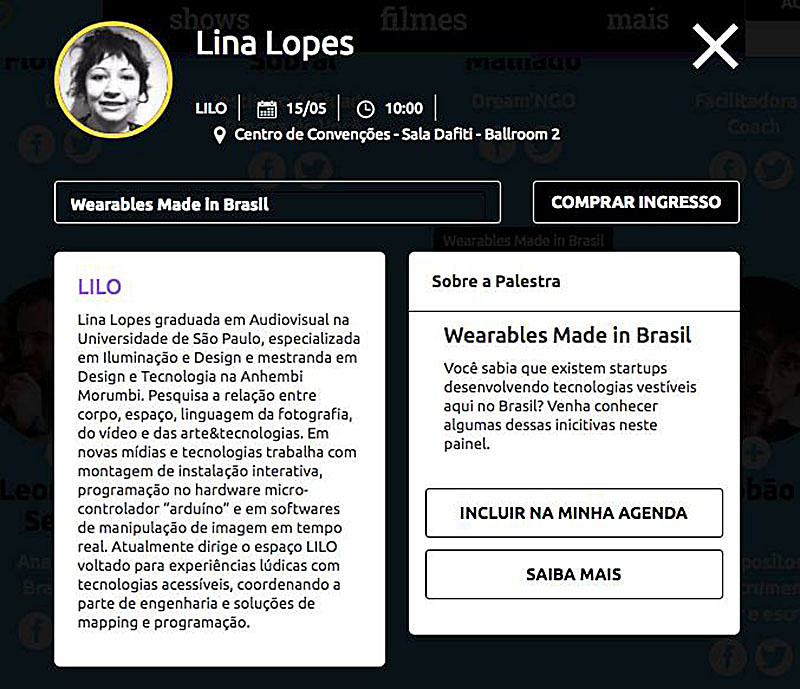 shows
filmes
mais
Lina Lopes
LILO
15/05
10:00
Centro de Convenções - Sala Dafiti - Ballroom 2
Dream'NGO
Facilitadora
Coach
Wearables Made in Brasil
COMPRAR INGRESSO
Wearables Made in Brasil
LILO
Lina Lopes graduada em Audiovisual na
Universidade de São Paulo, especializada
em Iluminação e Design e mestranda em
Design e Tecnologia na Anhembi
Morumbi. Pesquisa a relação entre
corpo, espaço, linguagem da fotografia,
do vídeo e das arte&tecnologias. Em
novas mídias e tecnologias trabalha com
montagem de instalação interativa,
programação no hardware micro-
controlador "arduíno" e em softwares
de manipulação de imagem em tempo
real. Atualmente dirige o espaço LILO
voltado para experiências lúdicas com
tecnologias acessíveis, coordenando a
parte de engenharia e soluções de
mapping e programação.
Sobre a Palestra
Wearables Made in Brasil
Você sabia que existem startups
desenvolvendo tecnologias vestíveis
aqui no Brasil? Venha conhecer
algumas dessas inicitivas neste
painel.
INCLUIR NA MINHA AGENDA
SAIBA MAIS